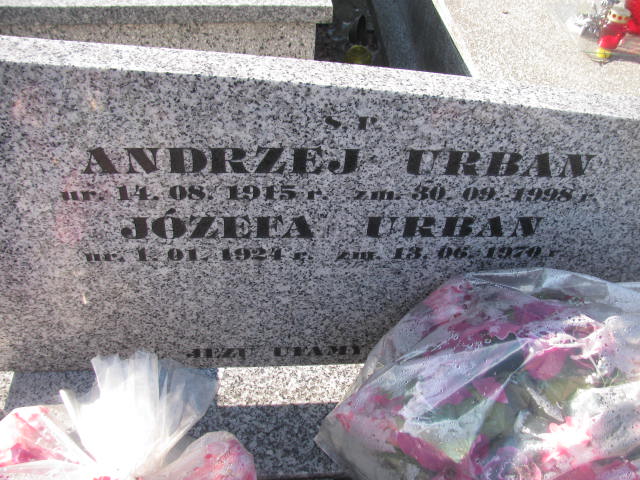 Ś.P.
ANDRZEJ URBAN
ur. 14. 08. 1915 r. zm. 30. 09. 1998 r.
JÓZEFA URBAN
ur. 1. 01. 1924 r. zm. 13. 06. 1970 r.
JEZU UFAMY